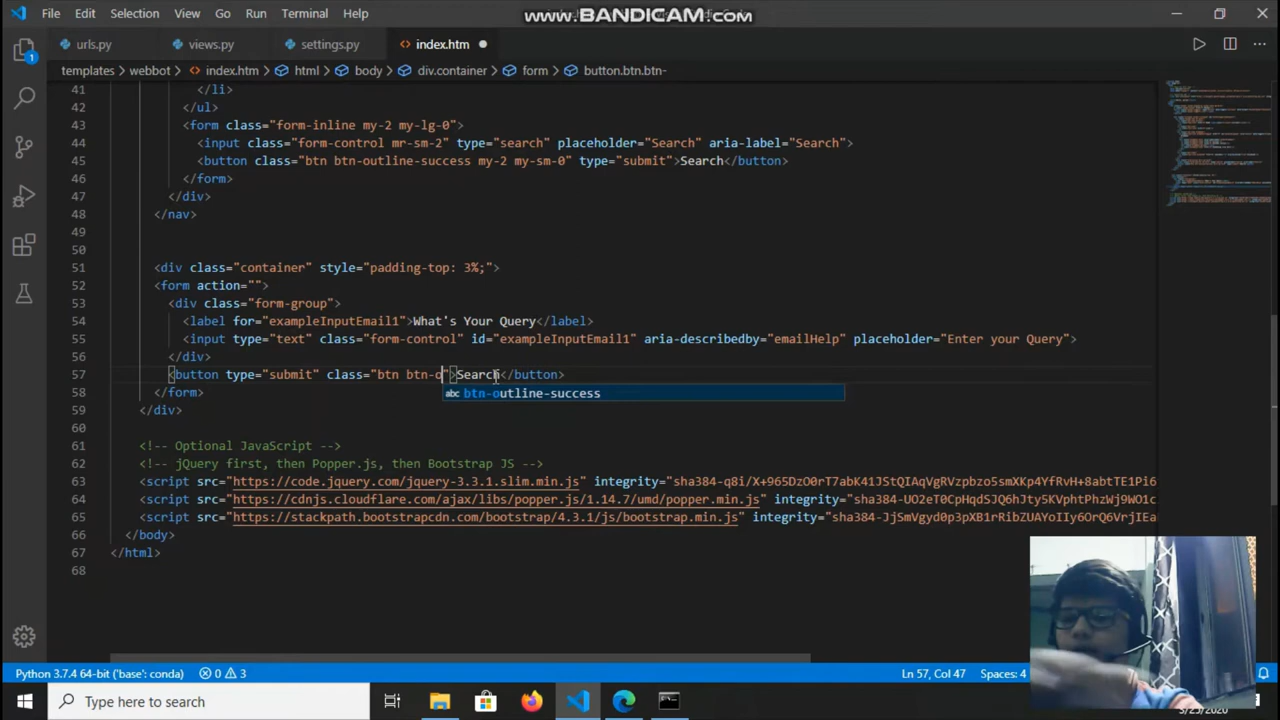 File Edit Selection View Go Run Terminal Help
www.BANDICAM.com
urls.py views.py settings.py index.htm
templates > webbot > index.htm > html > body > div.container > form > button.btn.btn-
41 </li>
42 </ul>
43 <form class="form-inline my-2 my-lg-0">
44 <input class="form-control mr-sm-2" type="search" placeholder="Search" aria-label="Search">
45 <button class="btn btn-outline-success my-2 my-sm-0" type="submit">Search</button>
46 </form>
47 </div>
48 </nav>
49
50
51 <div class="container" style="padding-top: 3%;">
52 <form action="">
53 <div class="form-group">
54 <label for="exampleInputEmail1">What's Your Query</label>
55 <input type="text" class="form-control" id="exampleInputEmail1" aria-describedby="emailHelp" placeholder="Enter your Query">
56 </div>
57 <button type="submit" class="btn btn-o">Search</button>
abc btn-outline-success
58 </form>
59 </div>
60
61 <!-- Optional JavaScript -->
62 <!-- jQuery first, then Popper.js, then Bootstrap JS -->
63 <script src="https://code.jquery.com/jquery-3.3.1.slim.min.js" integrity=
64 <script src="https://cdnjs.cloudflare.com/ajax/libs/popper.js/1.14.7/umd/popper.min.js" integrity=
65 <script src="https://stackpath.bootstrapcdn.com/bootstrap/4.3.1/js/bootstrap.min.js" integrity=
66 </body>
67 </html>
68
Python 3.7.4 64-bit ('base': conda) 0 3 Ln 57, Col 47 Spaces: 4
Type here to search